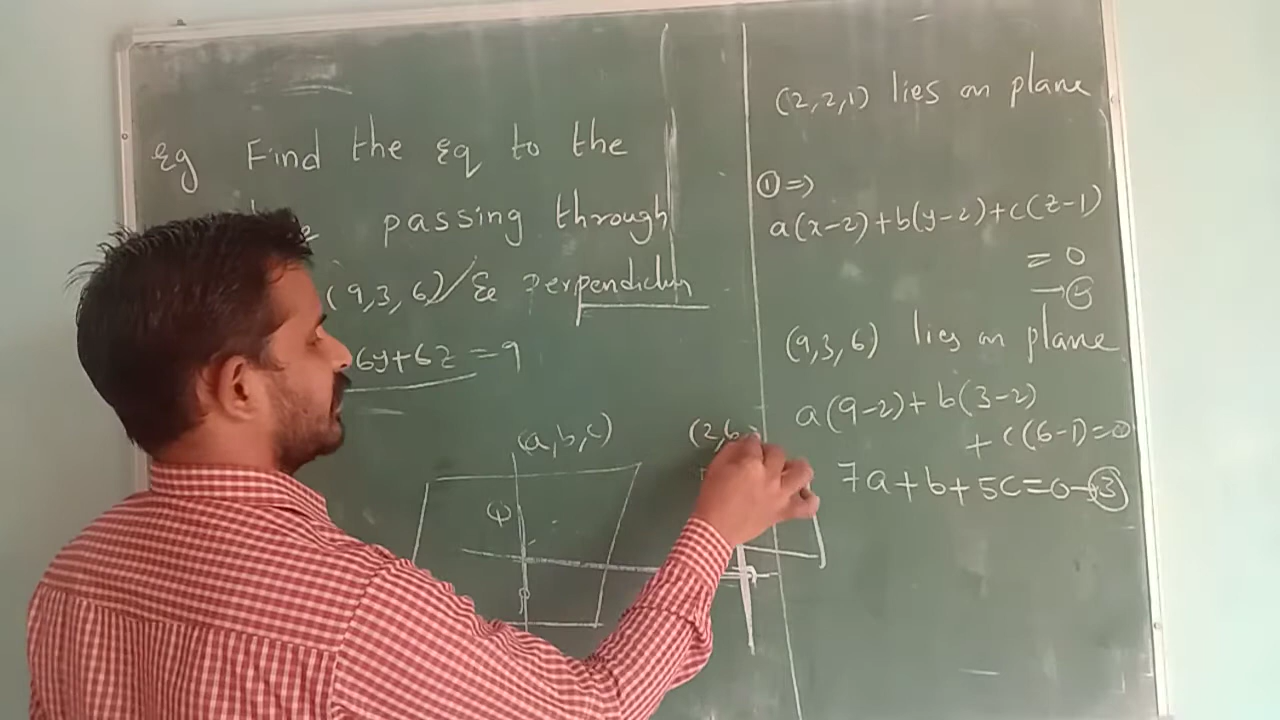 Eg Find the Eq to the
passing through
(9,3,6) & perpendicular
6y+6z=9
(a,b,c)
(2,6
(2,2,1) lies on plane
①=>
a(x-2)+b(y-2)+c(z-1)
=0
→②
(9,3,6) lies on plane
a(9-2)+b(3-2)
+c(6-1)=0
7a+b+5c=0→③